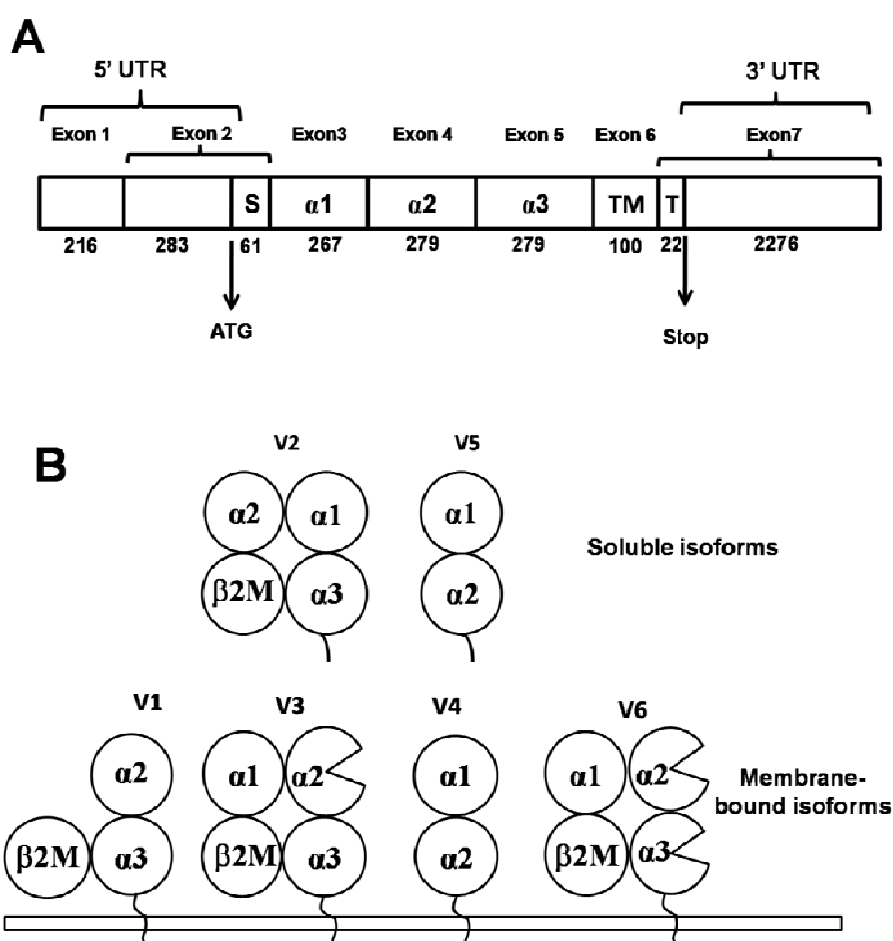 A
5' UTR
3' UTR
Exon 1 Exon 2 Exon3 Exon 4 Exon 5 Exon 6 Exon7
S α1 α2 α3 TM T
216 283 61 267 279 279 100 22 2276
ATG
Stop
B
V2 V5
α2 α1 α1
Soluble isoforms
β2M α3 α2
V1 V3 V4 V6
α2 α1 α2 α1 α1 α2
Membrane-
bound isoforms
β2M α3 β2M α3 α2 β2M α3